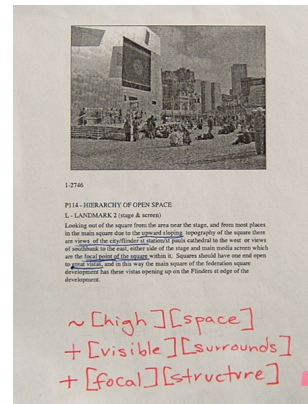 1-2746
P114 - HIERARCHY OF OPEN SPACE
L - LANDMARK 2 (stage & screen)
Looking out of the square from the area near the stage, and from most places
in the main square due to the upward sloping topography of the square there
are views of the city/flinder st station/st pauls cathedral to the west or views
of southbank to the east, either side of the stage and main media screen which
are the focal point of the square within it. Squares should have one end open
to great vistas, and in this way the main square of the federation square
development has these vistas opening up on the Flinders st edge of the
development.
~ [high][space]
+ [visible][surrounds]
+ [focal][structure]